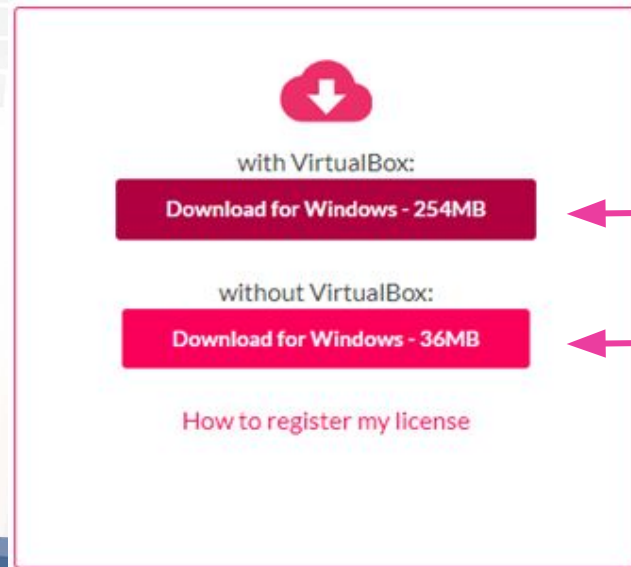 with VirtualBox:
Download for Windows - 254MB
without VirtualBox:
Download for Windows - 36MB
How to register my license